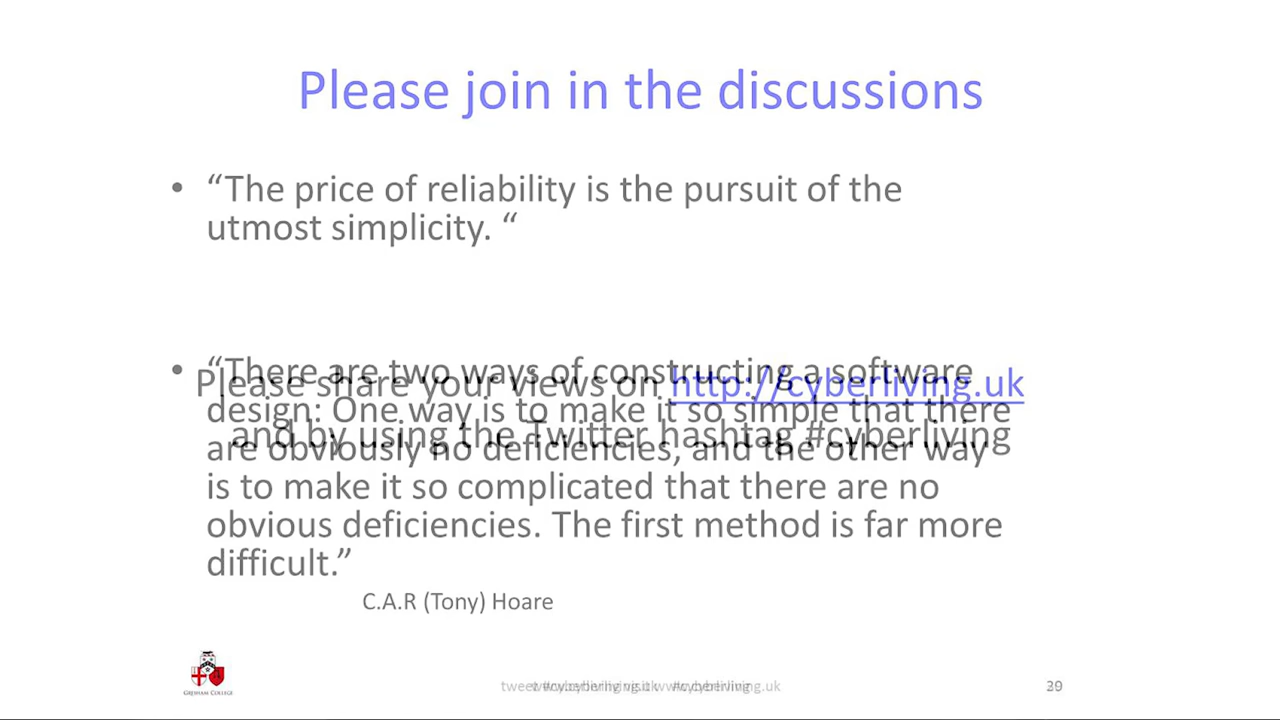 Please join in the discussions
• “The price of reliability is the pursuit of the
utmost simplicity. “
• “There are two ways of constructing a software
Please share your views on http://cyberliving.uk
design: One way is to make it so simple that there
and by using the Twitter hashtag #cyberliving
are obviously no deficiencies, and the other way
is to make it so complicated that there are no
obvious deficiencies. The first method is far more
difficult.”
C.A.R (Tony) Hoare
GRESHAM COLLEGE